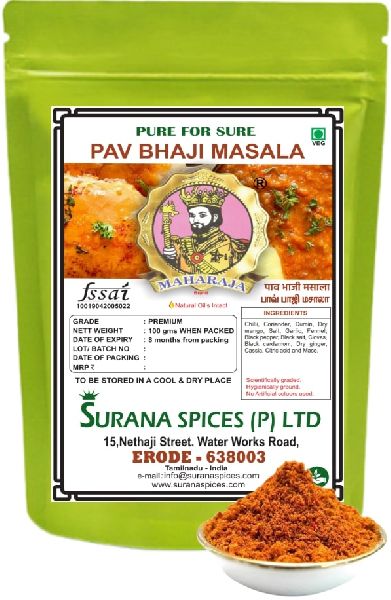 PURE FOR SURE
PAV BHAJI MASALA
VEG
®
MAHARAJA
Brand
Natural Oil's Intact
fssai
10019042005022
पाव भाजी मसाला
பாவ் பாஜி மசாலா
INGREDIENTS
Chilli, Coriander, Cumin, Dry
mango, Salt, Garlic, Fennel,
Black pepper, Black salt, Cloves,
Black cardamom, Dry ginger,
Cassia, Citric acid and Mace.
GRADE : PREMIUM
NET WEIGHT : 100 gms WHEN PACKED
DATE OF EXPIRY : 8 months from packing
LOT/ BATCH NO :
DATE OF PACKING :
MRP ₹ :
Scientifically graded.
Hygienically ground.
No Artificial colours added.
TO BE STORED IN A COOL & DRY PLACE
SURANA SPICES (P) LTD
15,Nethaji Street. Water Works Road,
ERODE - 638003
Tamilnadu - India
e-mail:info@suranaspices.com
www.suranaspices.com